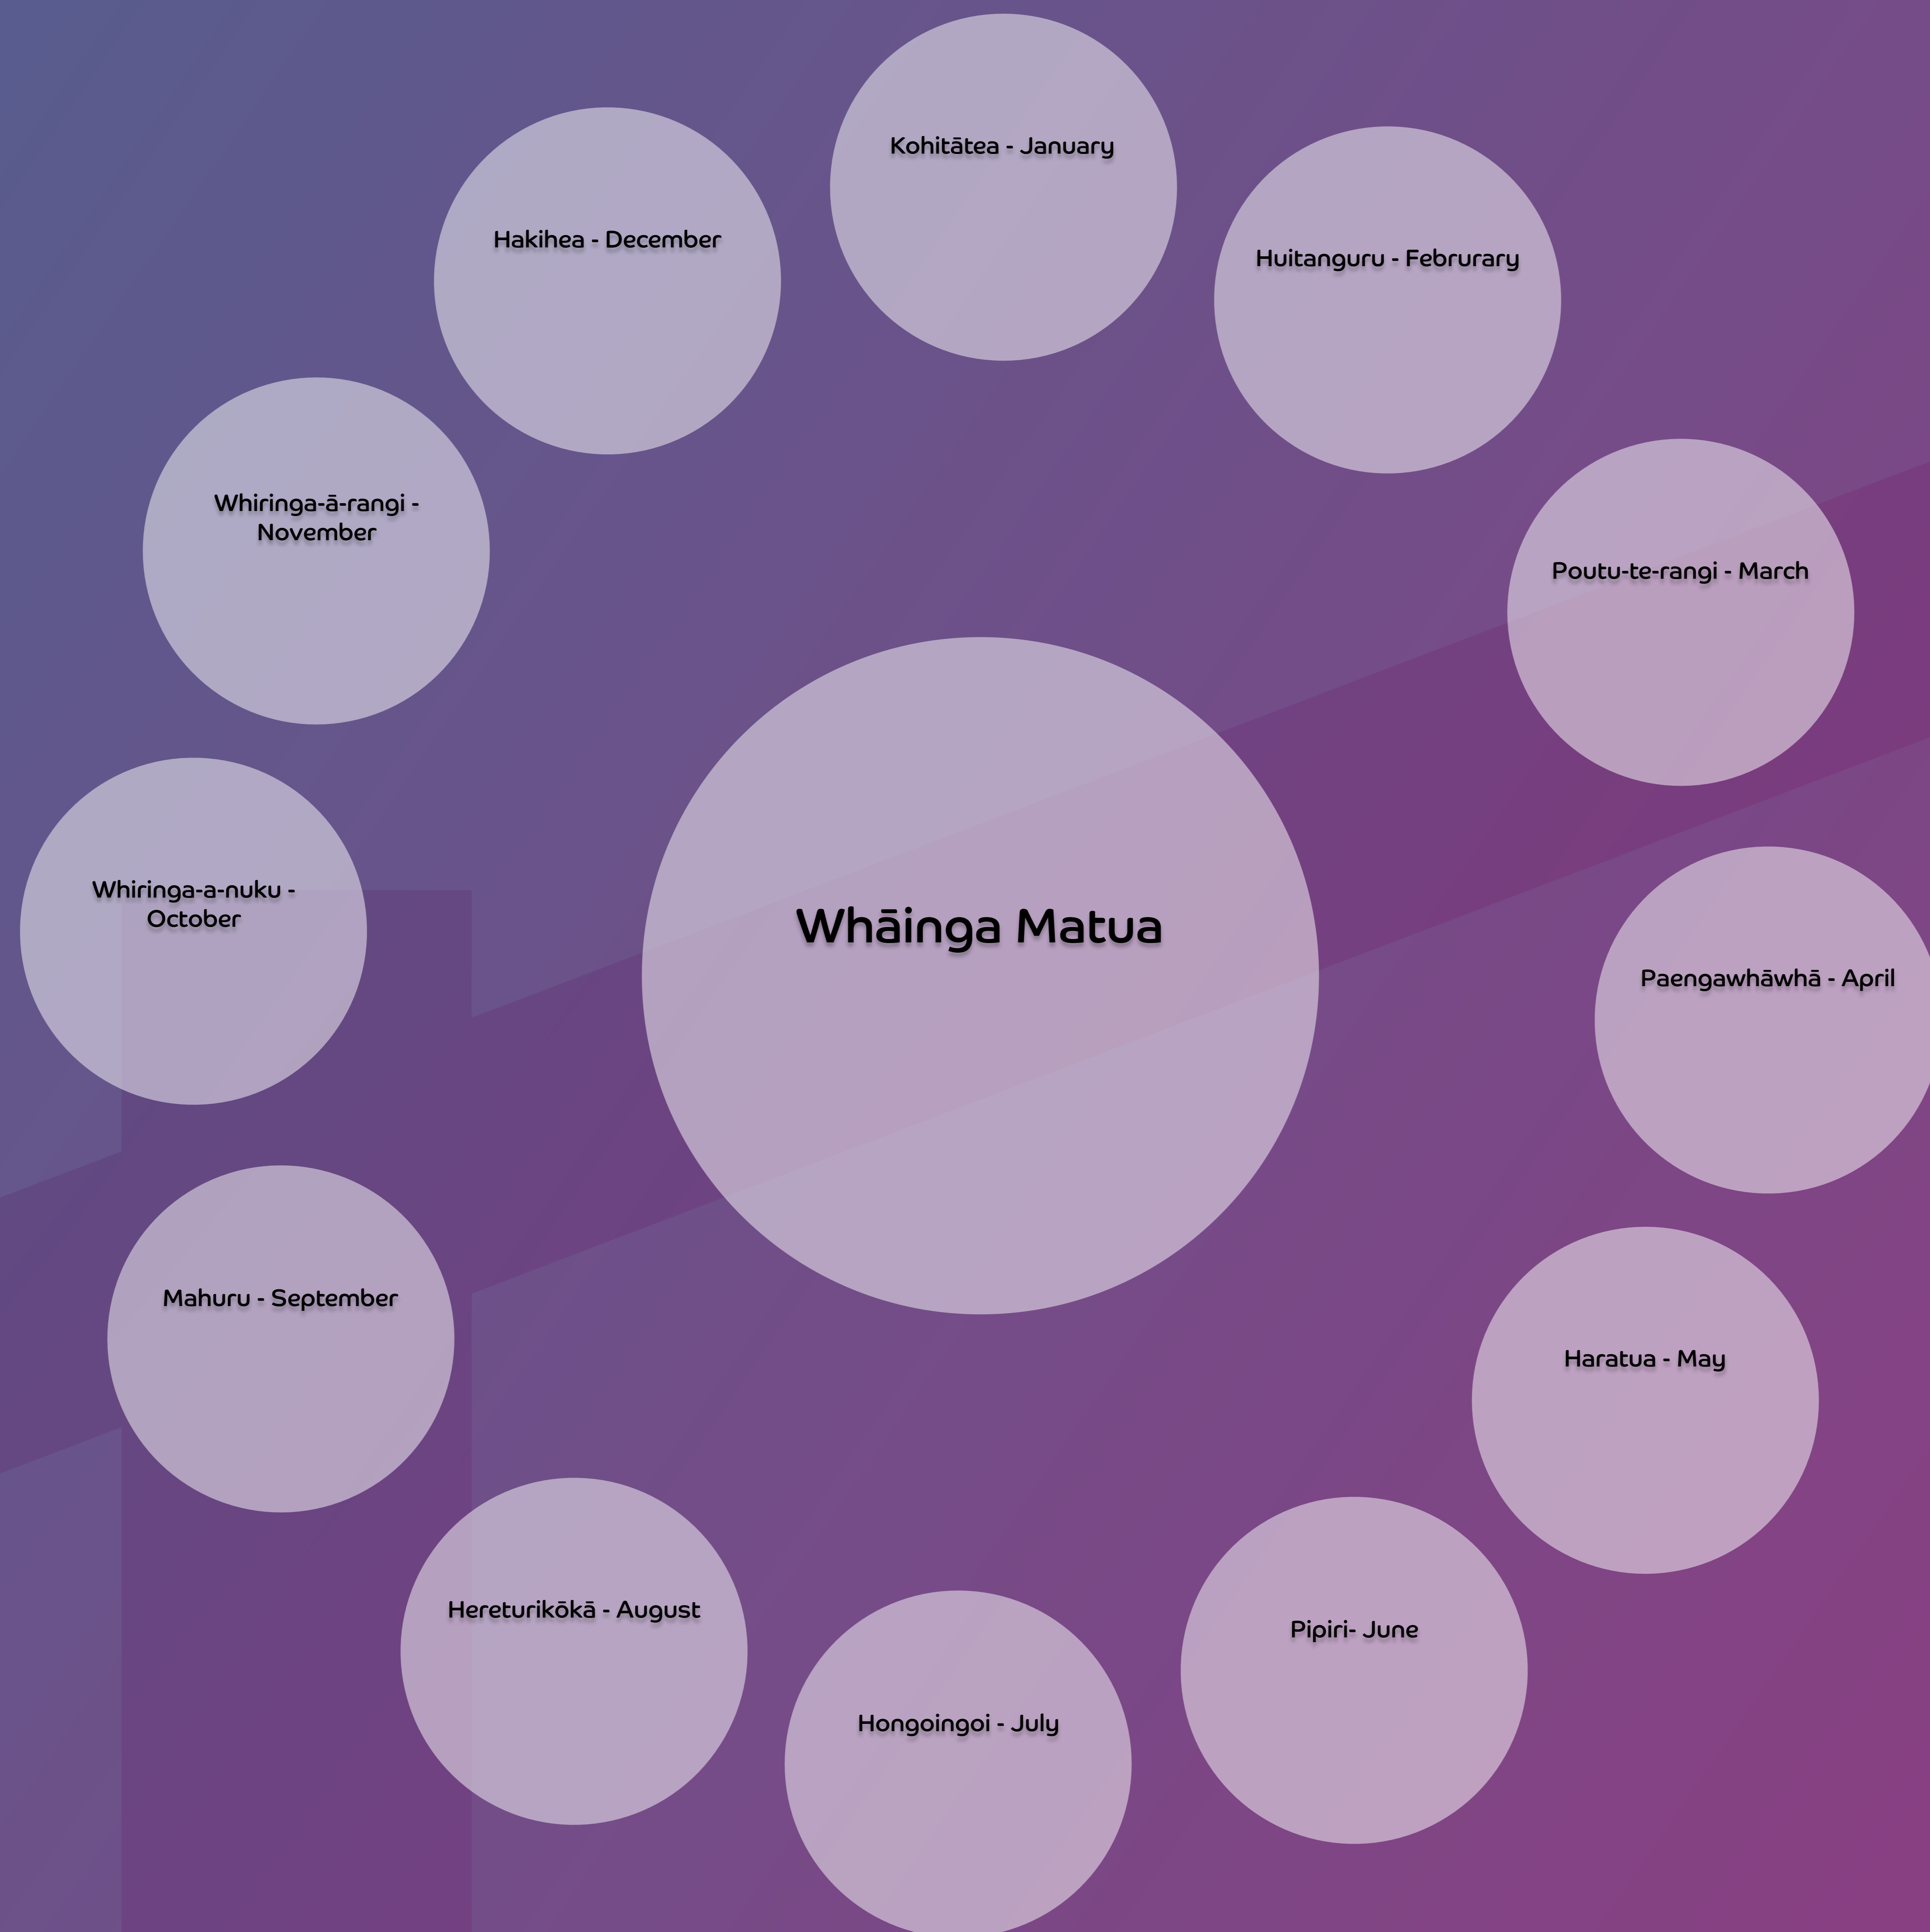 Kohitātea - January
Hakihea - December
Huitanguru - Februrary
Whiringa-ā-rangi -
November
Poutu-te-rangi - March
Whiringa-a-nuku -
October
Whāinga Matua
Paengawhāwhā - April
Mahuru - September
Haratua - May
Hereturikōkā - August
Pipiri- June
Hongoingoi - July